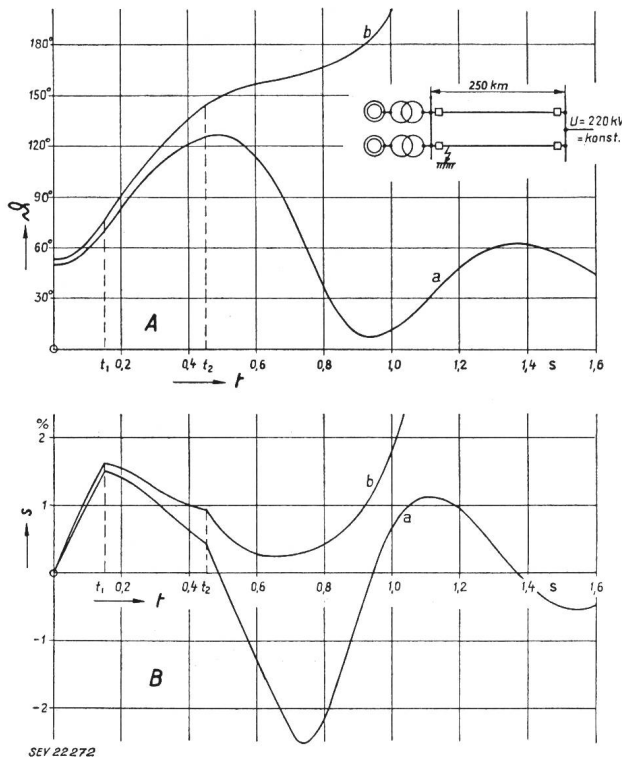 180°
150°
120°
90°
60°
30°
ϑ
A
b
a
250 km
U = 220 kV
= konst.
t₁ 0,2 0,4 t₂ 0,6 0,8 1,0 1,2 1,4 s 1,6
t
%
2
1
0
-1
-2
s
B
b
a
t₁ 0,2 0,4 t₂ 0,6 0,8 1,0 1,2 1,4 s 1,6
t
SEV 22272